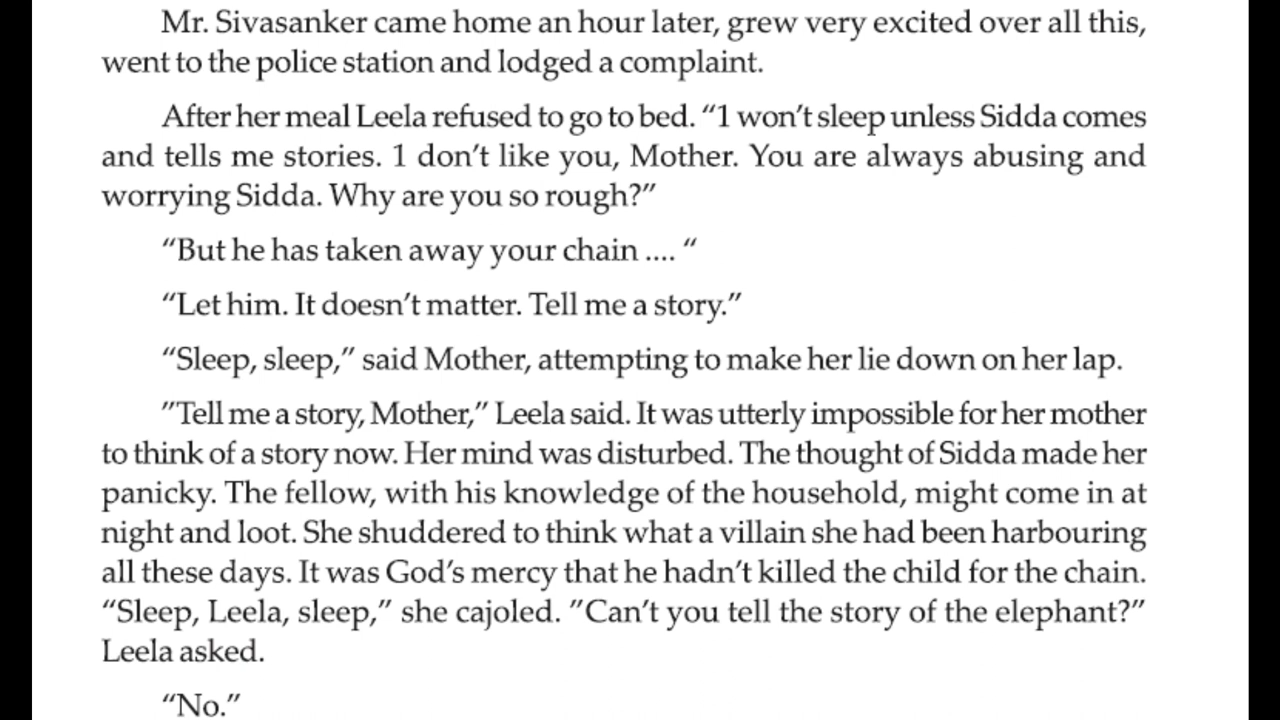 Mr. Sivasanker came home an hour later, grew very excited over all this,
went to the police station and lodged a complaint.
After her meal Leela refused to go to bed. “1 won’t sleep unless Sidda comes
and tells me stories. 1 don’t like you, Mother. You are always abusing and
worrying Sidda. Why are you so rough?”
“But he has taken away your chain .... “
“Let him. It doesn’t matter. Tell me a story.”
“Sleep, sleep,” said Mother, attempting to make her lie down on her lap.
”Tell me a story, Mother,” Leela said. It was utterly impossible for her mother
to think of a story now. Her mind was disturbed. The thought of Sidda made her
panicky. The fellow, with his knowledge of the household, might come in at
night and loot. She shuddered to think what a villain she had been harbouring
all these days. It was God’s mercy that he hadn’t killed the child for the chain.
“Sleep, Leela, sleep,” she cajoled. ”Can’t you tell the story of the elephant?”
Leela asked.
“No.”